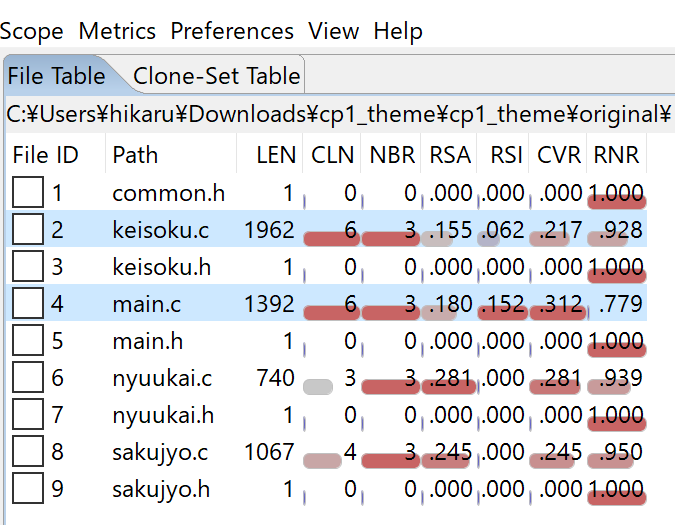 Scope Metrics Preferences View Help
File Table Clone-Set Table
C:¥Users¥hikaru¥Downloads¥cp1_theme¥cp1_theme¥original¥
File ID Path LEN CLN NBR RSA RSI CVR RNR
1 common.h 1 0 0 .000 .000 .000 1.000
2 keisoku.c 1962 6 3 .155 .062 .217 .928
3 keisoku.h 1 0 0 .000 .000 .000 1.000
4 main.c 1392 6 3 .180 .152 .312 .779
5 main.h 1 0 0 .000 .000 .000 1.000
6 nyuukai.c 740 3 3 .281 .000 .281 .939
7 nyuukai.h 1 0 0 .000 .000 .000 1.000
8 sakujyo.c 1067 4 3 .245 .000 .245 .950
9 sakujyo.h 1 0 0 .000 .000 .000 1.000